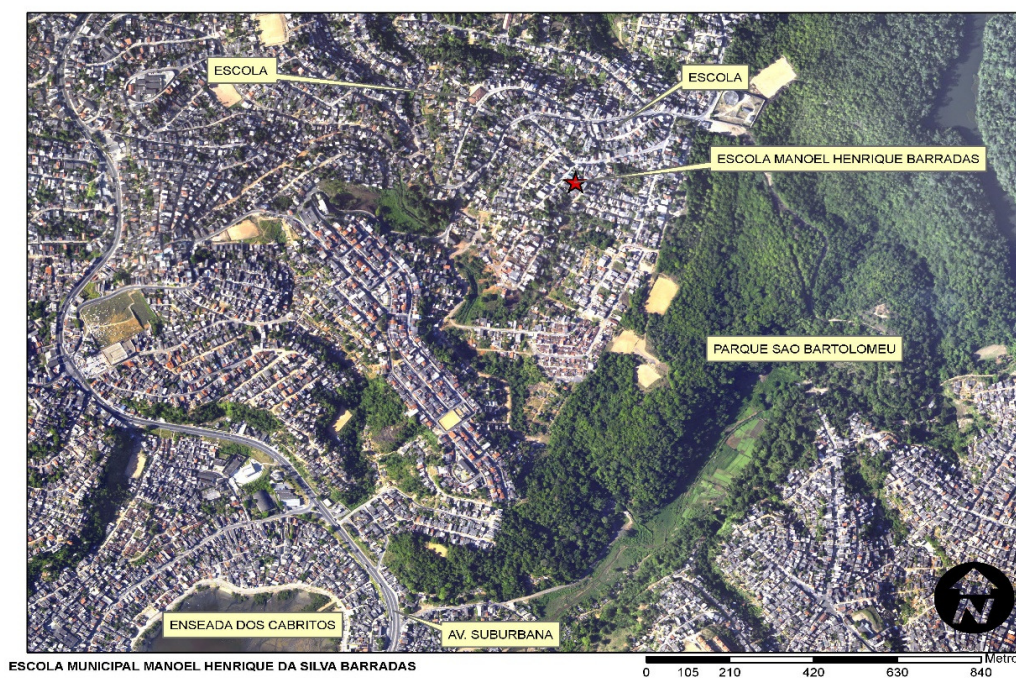 ESCOLA
ESCOLA
ESCOLA MANOEL HENRIQUE BARRADAS
PARQUE SAO BARTOLOMEU
ENSEADA DOS CABRITOS
AV. SUBURBANA
N
ESCOLA MUNICIPAL MANOEL HENRIQUE DA SILVA BARRADAS
Metro
0 105 210 420 630 840